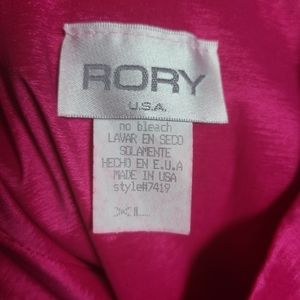 RORY
U.S.A.
no bleach
LAVAR EN SECO
SOLAMENTE
HECHO EN E.U.A
MADE IN USA
style#7419